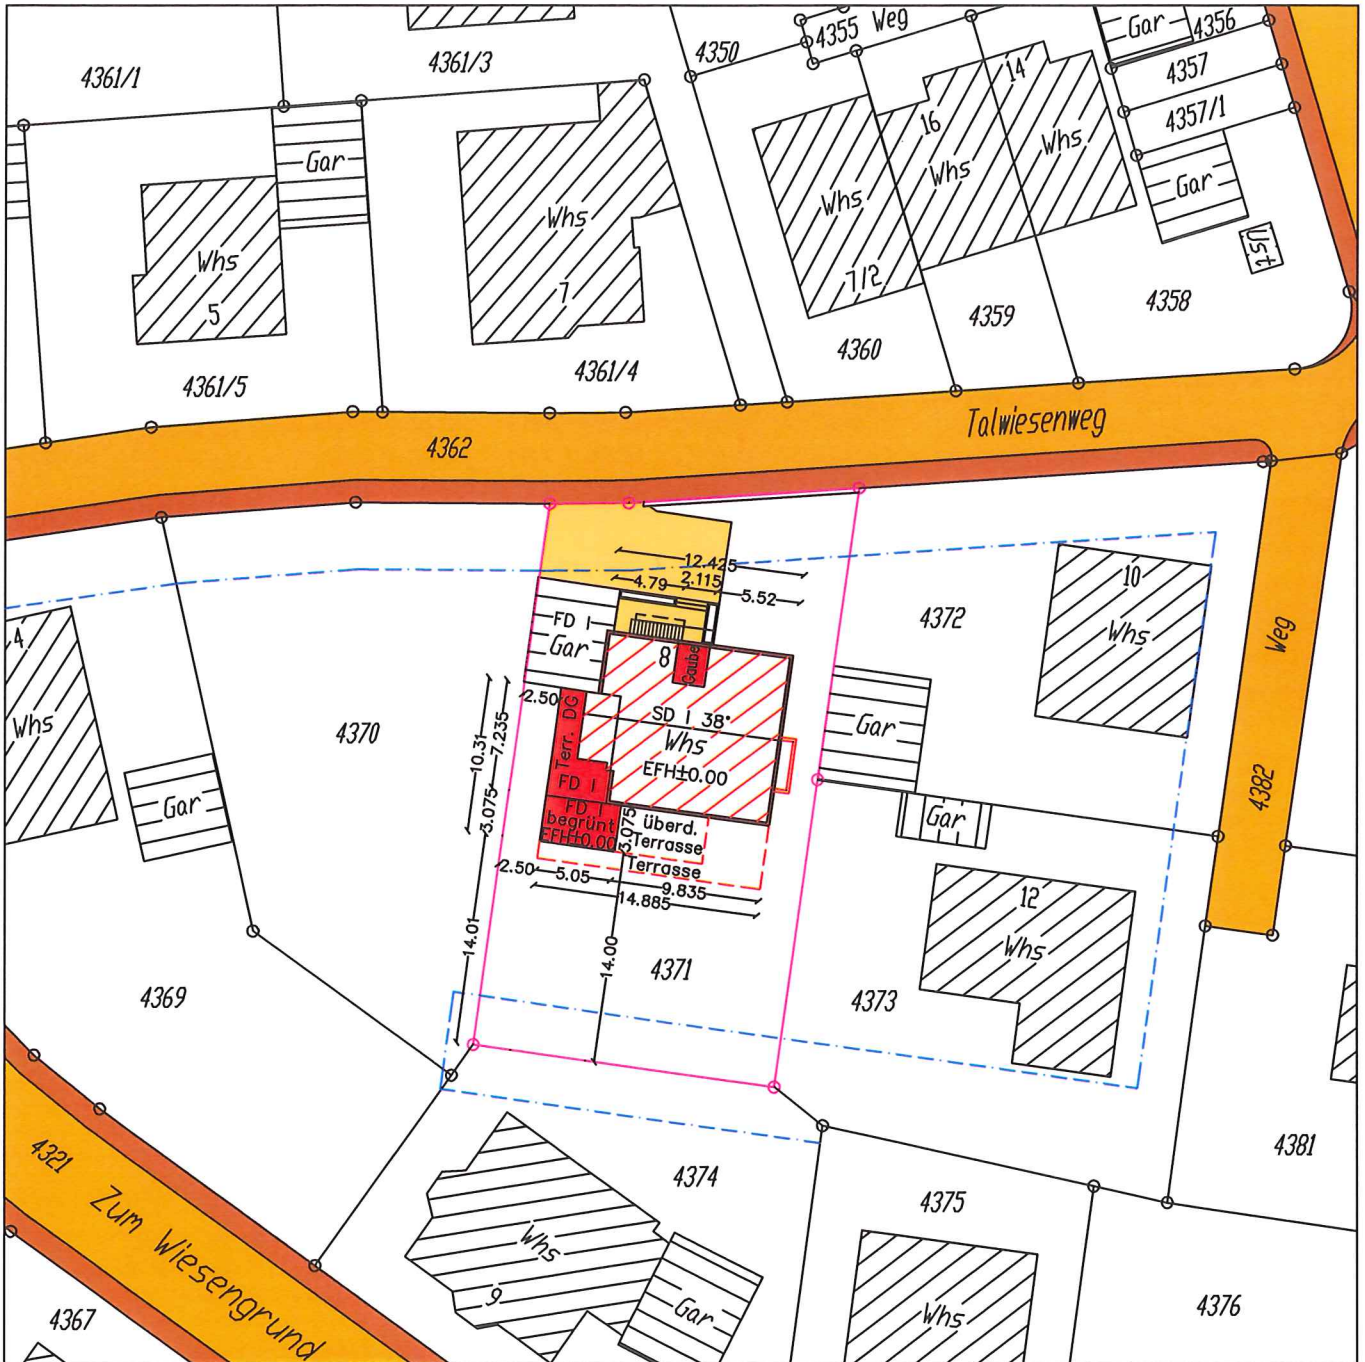 4361/1
4361/3
4350
4355 Weg
Gar
4356
4357
4357/1
Gar
Whs
5
4361/5
Whs
7
4361/4
Whs
7/2
4360
16
Whs
14
Whs
4359
Gar
Ust
4358
4362
Talwiesenweg
4
Whs
Gar
4370
4369
12.425
4.79
2.115
5.52
FD I
Gar
8
Gaube
2.50
Terr. DG
SD I 38°
Whs
EFH±0.00
FD I
FD I
begrünt
EFH±0.00
10.31
7.235
3.075
3.075
überd.
Terrasse
Terrasse
2.50
5.05
9.835
14.885
14.01
14.00
4371
4372
10
Whs
Weg
4382
Gar
Gar
12
Whs
4373
4321
Zum Wiesengrund
4367
4374
Whs
9
Gar
4375
Whs
4381
4376